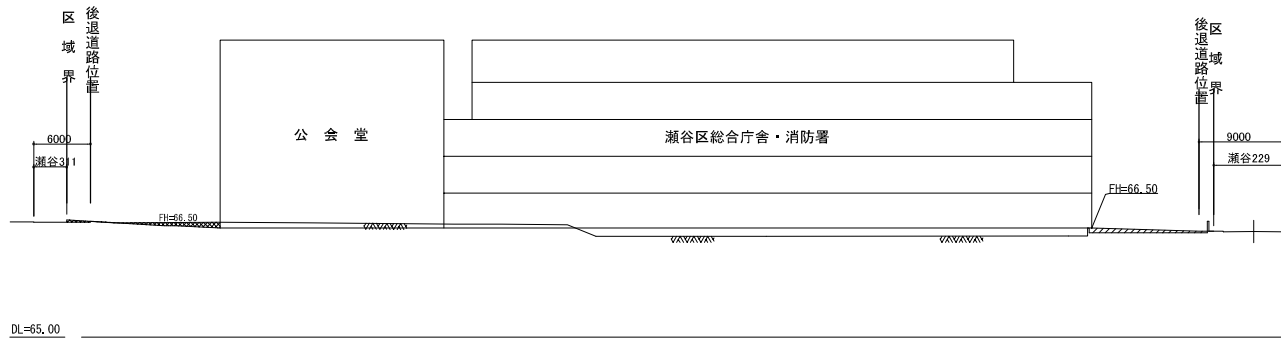 区域界
後退道路位置
6000
瀬谷311
FH=66.50
公会堂
瀬谷区総合庁舎・消防署
FH=66.50
後退道路位置
区域界
9000
瀬谷229
DL=65.00